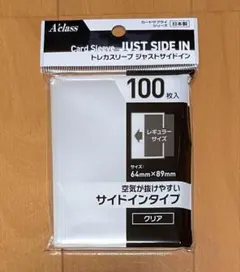 A'class
カードサプライ
シリーズ
日本製
Card Sleeve JUST SIDE IN
トレカスリーブ ジャストサイドイン
100枚入
レギュラー
サイズ
サイズ:
64mm×89mm
空気が抜けやすい
サイドインタイプ
クリア